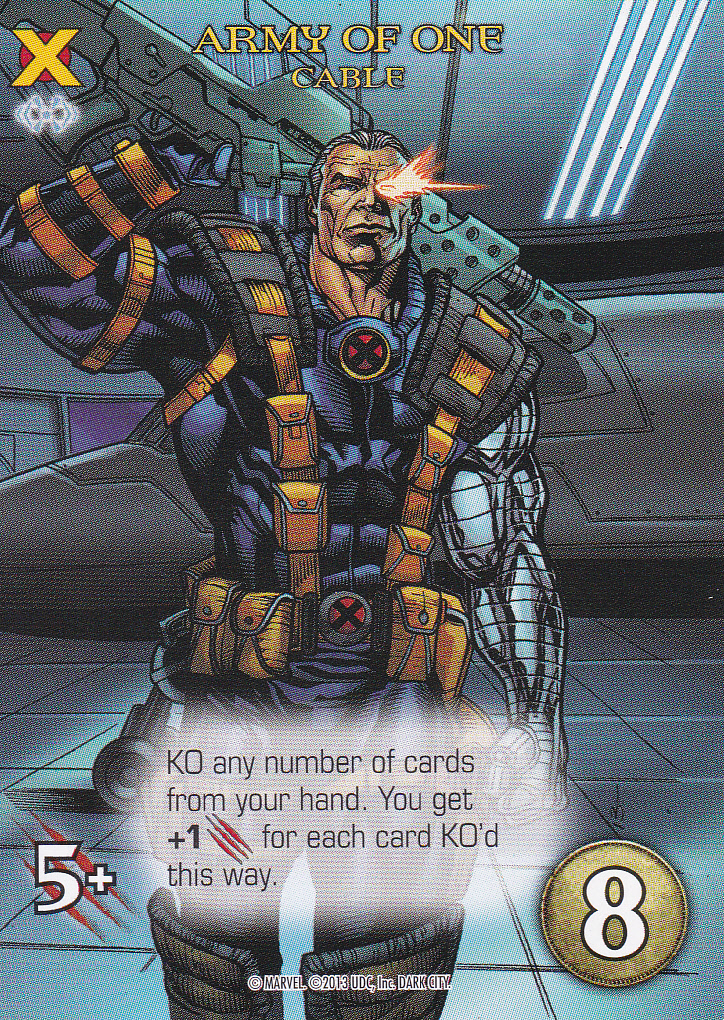 ARMY OF ONE
CABLE
KO any number of cards
from your hand. You get
+1 for each card KO'd
this way.
5+
8
© MARVEL. ©2013 UDC, Inc. DARK CITY.